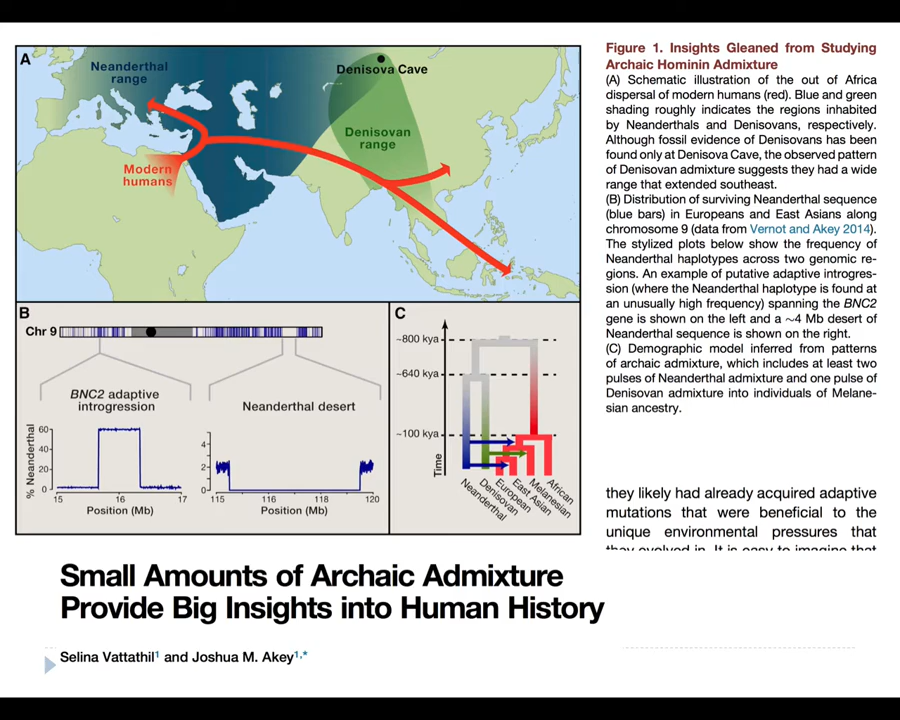 A
Neanderthal
range
Denisova Cave
Denisovan
range
Modern
humans
B
Chr 9
BNC2 adaptive
introgression
Neanderthal desert
% Neanderthal
60
40
20
0
15
16
17
Position (Mb)
4
2
0
115
116
118
120
Position (Mb)
C
~800 kya
~640 kya
~100 kya
Time
Neanderthal
Denisovan
European
East Asian
Melanesian
African
Figure 1. Insights Gleaned from Studying
Archaic Hominin Admixture
(A) Schematic illustration of the out of Africa
dispersal of modern humans (red). Blue and green
shading roughly indicates the regions inhabited
by Neanderthals and Denisovans, respectively.
Although fossil evidence of Denisovans has been
found only at Denisova Cave, the observed pattern
of Denisovan admixture suggests they had a wide
range that extended southeast.
(B) Distribution of surviving Neanderthal sequence
(blue bars) in Europeans and East Asians along
chromosome 9 (data from Vernot and Akey 2014).
The stylized plots below show the frequency of
Neanderthal haplotypes across two genomic re-
gions. An example of putative adaptive introgres-
sion (where the Neanderthal haplotype is found at
an unusually high frequency) spanning the BNC2
gene is shown on the left and a ~4 Mb desert of
Neanderthal sequence is shown on the right.
(C) Demographic model inferred from patterns
of archaic admixture, which includes at least two
pulses of Neanderthal admixture and one pulse of
Denisovan admixture into individuals of Melane-
sian ancestry.
they likely had already acquired adaptive
mutations that were beneficial to the
unique environmental pressures that
they evolved in. It is easy to imagine that
Small Amounts of Archaic Admixture
Provide Big Insights into Human History
Selina Vattathil1 and Joshua M. Akey1,*